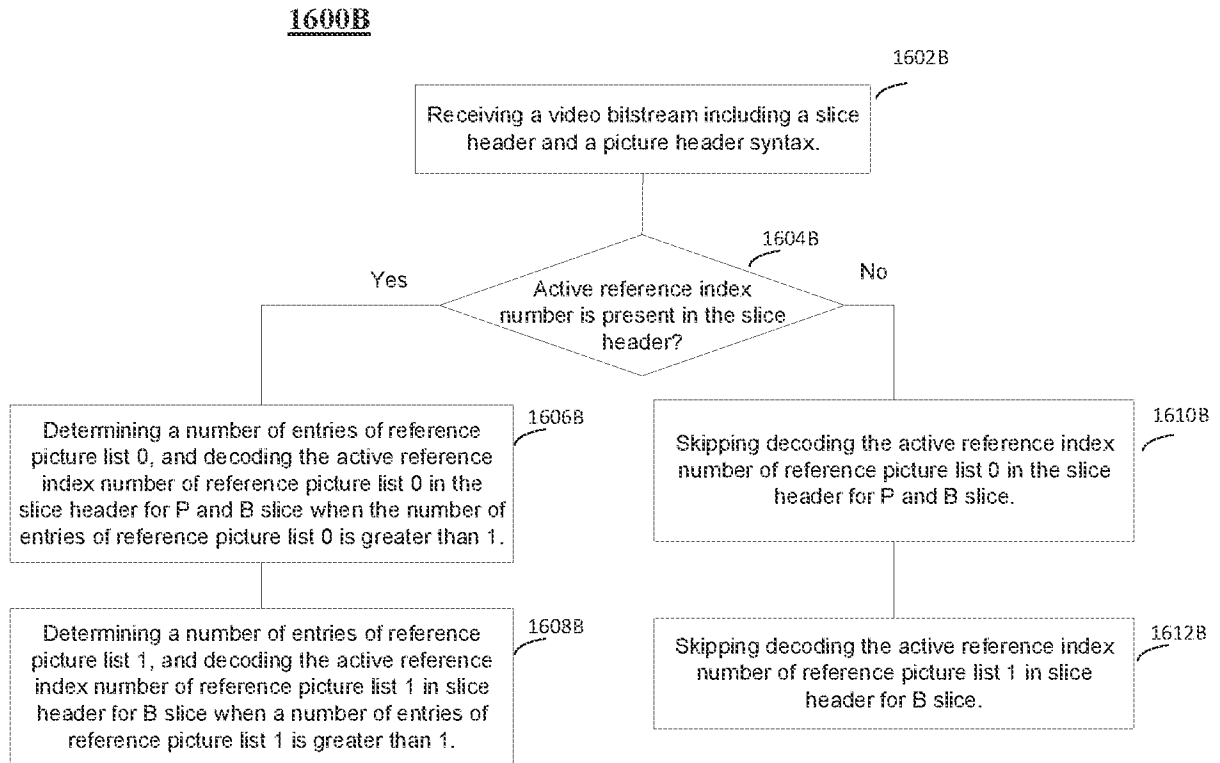 1600B
1602B
Receiving a video bitstream including a slice
header and a picture header syntax.
1604B
Yes
No
Active reference index
number is present in the slice
header?
1606B
Determining a number of entries of reference
picture list 0, and decoding the active reference
index number of reference picture list 0 in the
slice header for P and B slice when the number of
entries of reference picture list 0 is greater than 1.
1610B
Skipping decoding the active reference index
number of reference picture list 0 in the slice
header for P and B slice.
1608B
Determining a number of entries of reference
picture list 1, and decoding the active reference
index number of reference picture list 1 in slice
header for B slice when a number of entries of
reference picture list 1 is greater than 1.
1612B
Skipping decoding the active reference index
number of reference picture list 1 in slice
header for B slice.